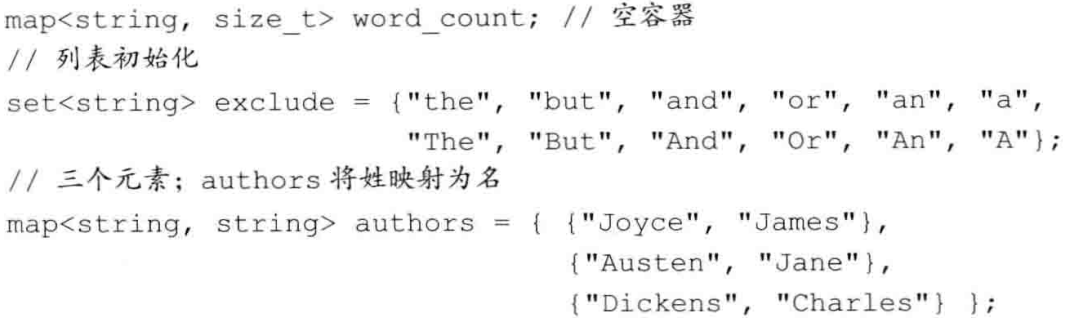 map<string, size_t> word_count; // 空容器
// 列表初始化
set<string> exclude = {"the", "but", "and", "or", "an", "a",
"The", "But", "And", "Or", "An", "A"};
// 三个元素; authors 将姓映射为名
map<string, string> authors = { {"Joyce", "James"},
{"Austen", "Jane"},
{"Dickens", "Charles"} };